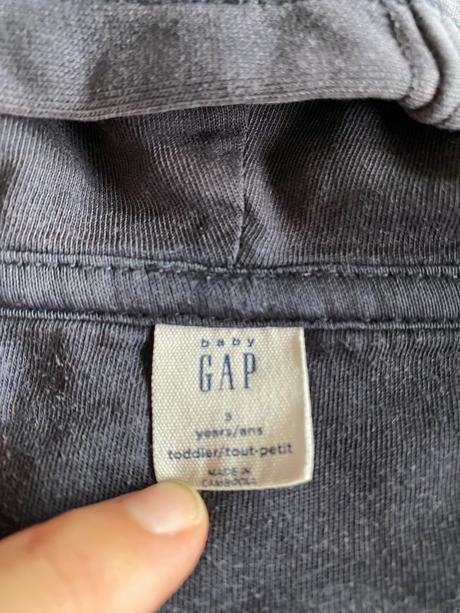 baby
GAP
3
years/ans
toddler/tout-petit
MADE IN
CAMBODIA